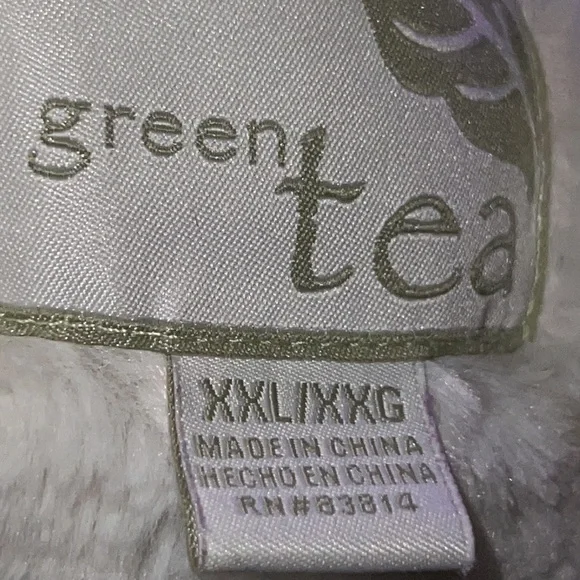 green
tea
XXL/XXG
MADE IN CHINA
HECHO EN CHINA
RN#83814